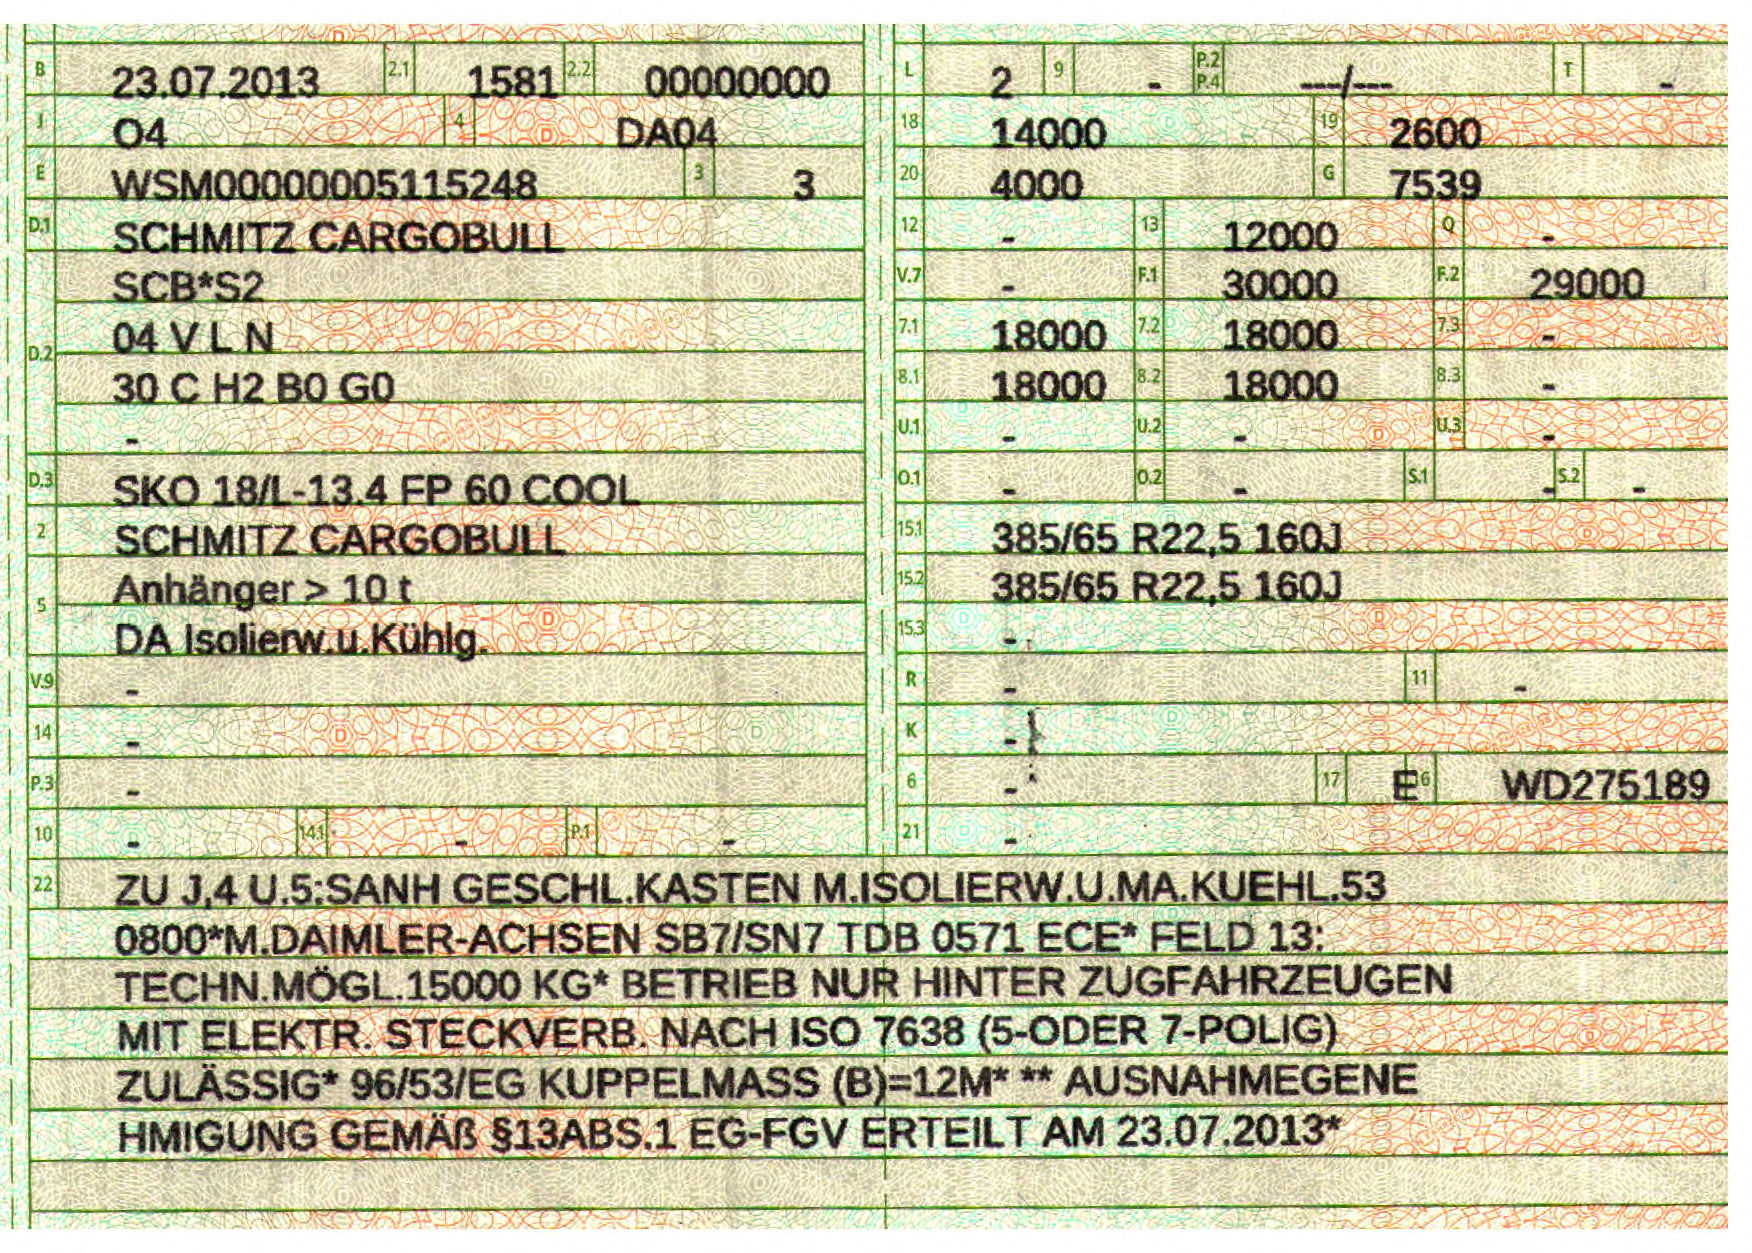 B 23.07.2013 2.1 1581 2.2 00000000
J O4 4 DA04
E WSM00000005115248 3 3
D.1 SCHMITZ CARGOBULL
SCB*S2
D.2 04 V L N
30 C H2 B0 G0
-
D.3 SKO 18/L-13.4 FP 60 COOL
2 SCHMITZ CARGOBULL
5 Anhänger > 10 t
DA Isolierw.u.Kühlg.
V.9 -
14 -
P.3 -
10 - 14.1 - P.1 -
L 2 9 - P.2 P.4 ---/--- T -
18 14000 19 2600
20 4000 G 7539
12 - 13 12000 Q -
V.7 - F.1 30000 F.2 29000
7.1 18000 7.2 18000 7.3 -
8.1 18000 8.2 18000 8.3 -
U.1 - U.2 - U.3 -
O.1 - O.2 - S.1 - S.2 -
15.1 385/65 R22,5 160J
15.2 385/65 R22,5 160J
15.3 -
R - 11 -
K -
6 - 17 E 16 WD275189
21 -
22 ZU J,4 U.5:SANH GESCHL.KASTEN M.ISOLIERW.U.MA.KUEHL.53
0800*M.DAIMLER-ACHSEN SB7/SN7 TDB 0571 ECE* FELD 13:
TECHN.MÖGL.15000 KG* BETRIEB NUR HINTER ZUGFAHRZEUGEN
MIT ELEKTR. STECKVERB. NACH ISO 7638 (5-ODER 7-POLIG)
ZULÄSSIG* 96/53/EG KUPPELMASS (B)=12M* ** AUSNAHMEGENE
HMIGUNG GEMÄß §13ABS.1 EG-FGV ERTEILT AM 23.07.2013*